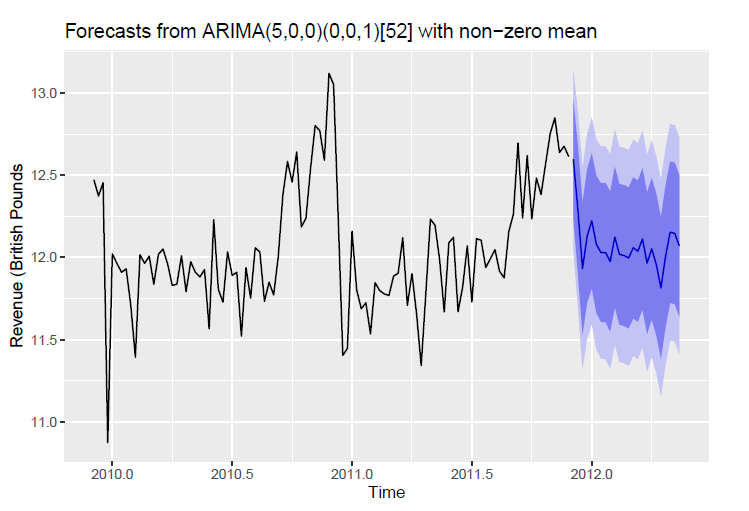 Forecasts from ARIMA(5,0,0)(0,0,1)[52] with non−zero mean
13.0
12.5
12.0
11.5
11.0
Revenue (British Pounds
2010.0 2010.5 2011.0 2011.5 2012.0
Time